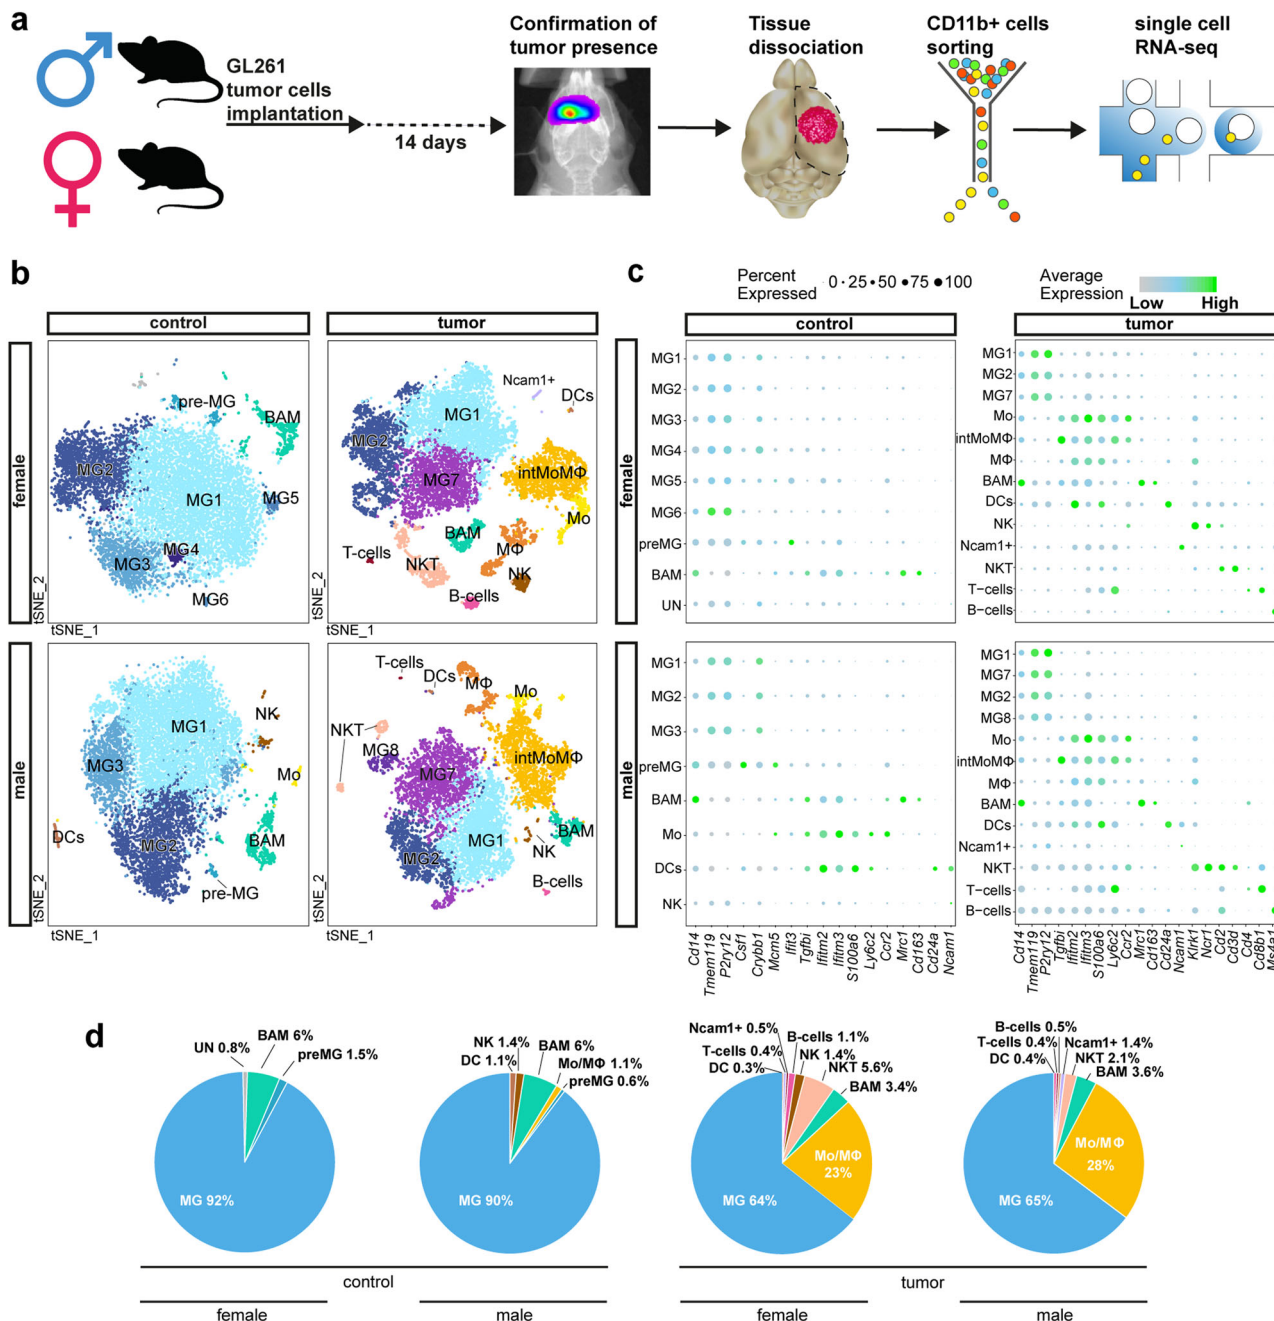 a
GL261
tumor cells
implantation
14 days
Confirmation of
tumor presence
Tissue
dissociation
CD11b+ cells
sorting
single cell
RNA-seq
b
control
tumor
female
pre-MG
BAM
MG2
MG1
MG5
MG4
MG3
MG6
tSNE_2
tSNE_1
Ncam1+
DCs
MG1
MG2
MG7
intMoMΦ
Mo
BAM
MΦ
T-cells
NKT
NK
B-cells
tSNE_2
tSNE_1
male
MG1
NK
MG3
Mo
DCs
MG2
BAM
pre-MG
tSNE_2
tSNE_1
T-cells
DCs
MΦ
Mo
NKT
MG8
MG7
intMoMΦ
MG1
BAM
MG2
NK
B-cells
tSNE_2
tSNE_1
c
Percent
Expressed
0 25 50 75 100
Average
Expression
Low High
control
tumor
female
MG1
MG2
MG3
MG4
MG5
MG6
preMG
BAM
UN
MG1
MG2
MG7
Mo
intMoMΦ
MΦ
BAM
DCs
NK
Ncam1+
NKT
T-cells
B-cells
male
MG1
MG2
MG3
preMG
BAM
Mo
DCs
NK
MG1
MG7
MG2
MG8
Mo
intMoMΦ
MΦ
BAM
DCs
Ncam1+
NKT
T-cells
B-cells
Cd14
Tmem119
P2ry12
Csf1
Crybb1
Mcm5
Ifit3
Tgfbi
Ifitm2
Ifitm3
S100a6
Ly6c2
Ccr2
Mrc1
Cd163
Cd24a
Ncam1
Cd14
Tmem119
P2ry12
Tgfbi
Ifitm2
Ifitm3
S100a6
Ly6c2
Ccr2
Mrc1
Cd163
Cd24a
Ncam1
Klrk1
Ncr1
Cd2
Cd3d
Cd4
Cd8b1
Ms4a1
d
UN 0.8%
BAM 6%
preMG 1.5%
MG 92%
NK 1.4%
DC 1.1%
BAM 6%
Mo/MΦ 1.1%
preMG 0.6%
MG 90%
Ncam1+ 0.5%
T-cells 0.4%
DC 0.3%
B-cells 1.1%
NK 1.4%
NKT 5.6%
BAM 3.4%
Mo/MΦ
23%
MG 64%
B-cells 0.5%
T-cells 0.4%
DC 0.4%
Ncam1+ 1.4%
NKT 2.1%
BAM 3.6%
Mo/MΦ
28%
MG 65%
control
tumor
female
male
female
male